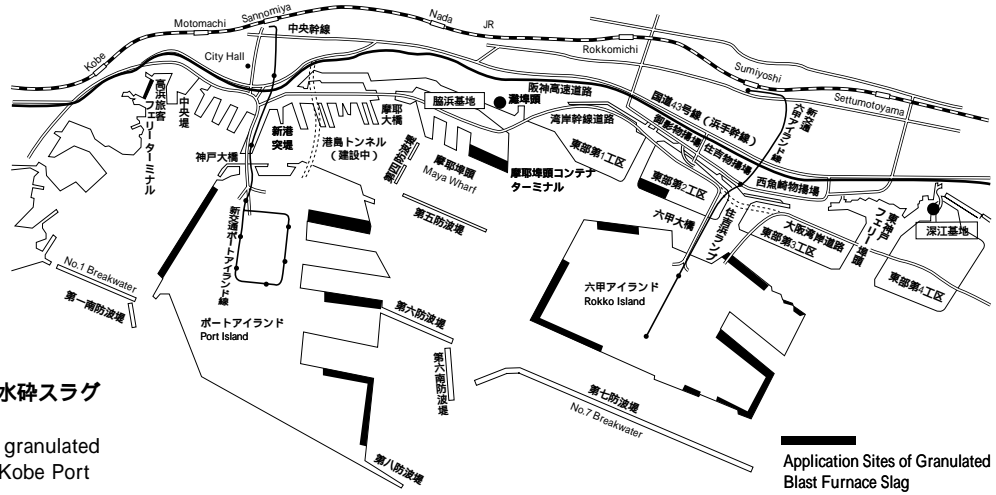 Kobe
Motomachi
Sannomiya
Nada
JR
Rokkomichi
Sumiyoshi
Settumotoyama
City Hall
中央幹線
高浜旅客
フェリーターミナル
中央堤
新港
突堤
神戸大橋
港島トンネル
(建設中)
摩耶
大橋
脇浜基地
灘埠頭
阪神高速道路
湾岸幹線道路
国道43号線(浜手幹線)
御影物揚場
住吉物揚場
西魚崎物揚場
新交通
六甲アイランド線
摩耶埠頭
Maya Wharf
摩耶埠頭コンテナ
ターミナル
東部第1工区
東部第2工区
六甲大橋
住吉浜ランプ
大阪湾岸道路
東部第3工区
東神戸
フェリー埠頭
深江基地
東部第4工区
第五防波堤
新交通ポートアイランド線
No.1 Breakwater
第一南防波堤
ポートアイランド
Port Island
第六防波堤
第六南防波堤
六甲アイランド
Rokko Island
第七防波堤
No.7 Breakwater
第八防波堤
水砕スラグ
granulated
Kobe Port
Application Sites of Granulated
Blast Furnace Slag